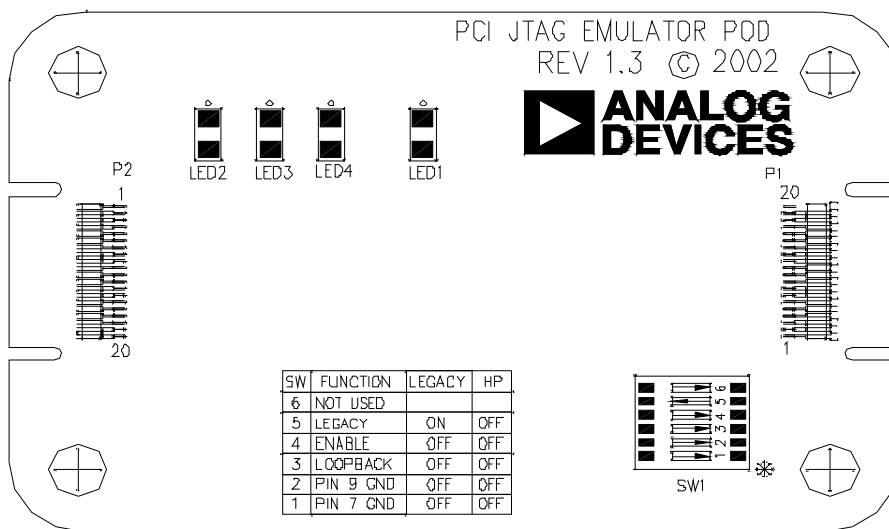 PCI JTAG EMULATOR POD
REV 1.3 © 2002
ANALOG
DEVICES
LED2 LED3 LED4 LED1
P2
1
20
P1
20
1
SW FUNCTION LEGACY HP
6 NOT USED
5 LEGACY ON OFF
4 ENABLE OFF OFF
3 LOOPBACK OFF OFF
2 PIN 9 GND OFF OFF
1 PIN 7 GND OFF OFF
1 2 3 4 5 6
SW1